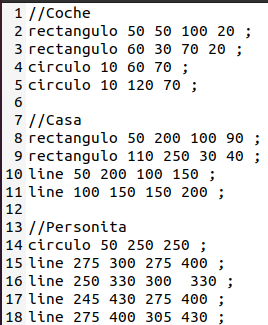 1 //Coche
2 rectangulo 50 50 100 20 ;
3 rectangulo 60 30 70 20 ;
4 circulo 10 60 70 ;
5 circulo 10 120 70 ;
6
7 //Casa
8 rectangulo 50 200 100 90 ;
9 rectangulo 110 250 30 40 ;
10 line 50 200 100 150 ;
11 line 100 150 150 200 ;
12
13 //Personita
14 circulo 50 250 250 ;
15 line 275 300 275 400 ;
16 line 250 330 300  330 ;
17 line 245 430 275 400 ;
18 line 275 400 305 430 ;